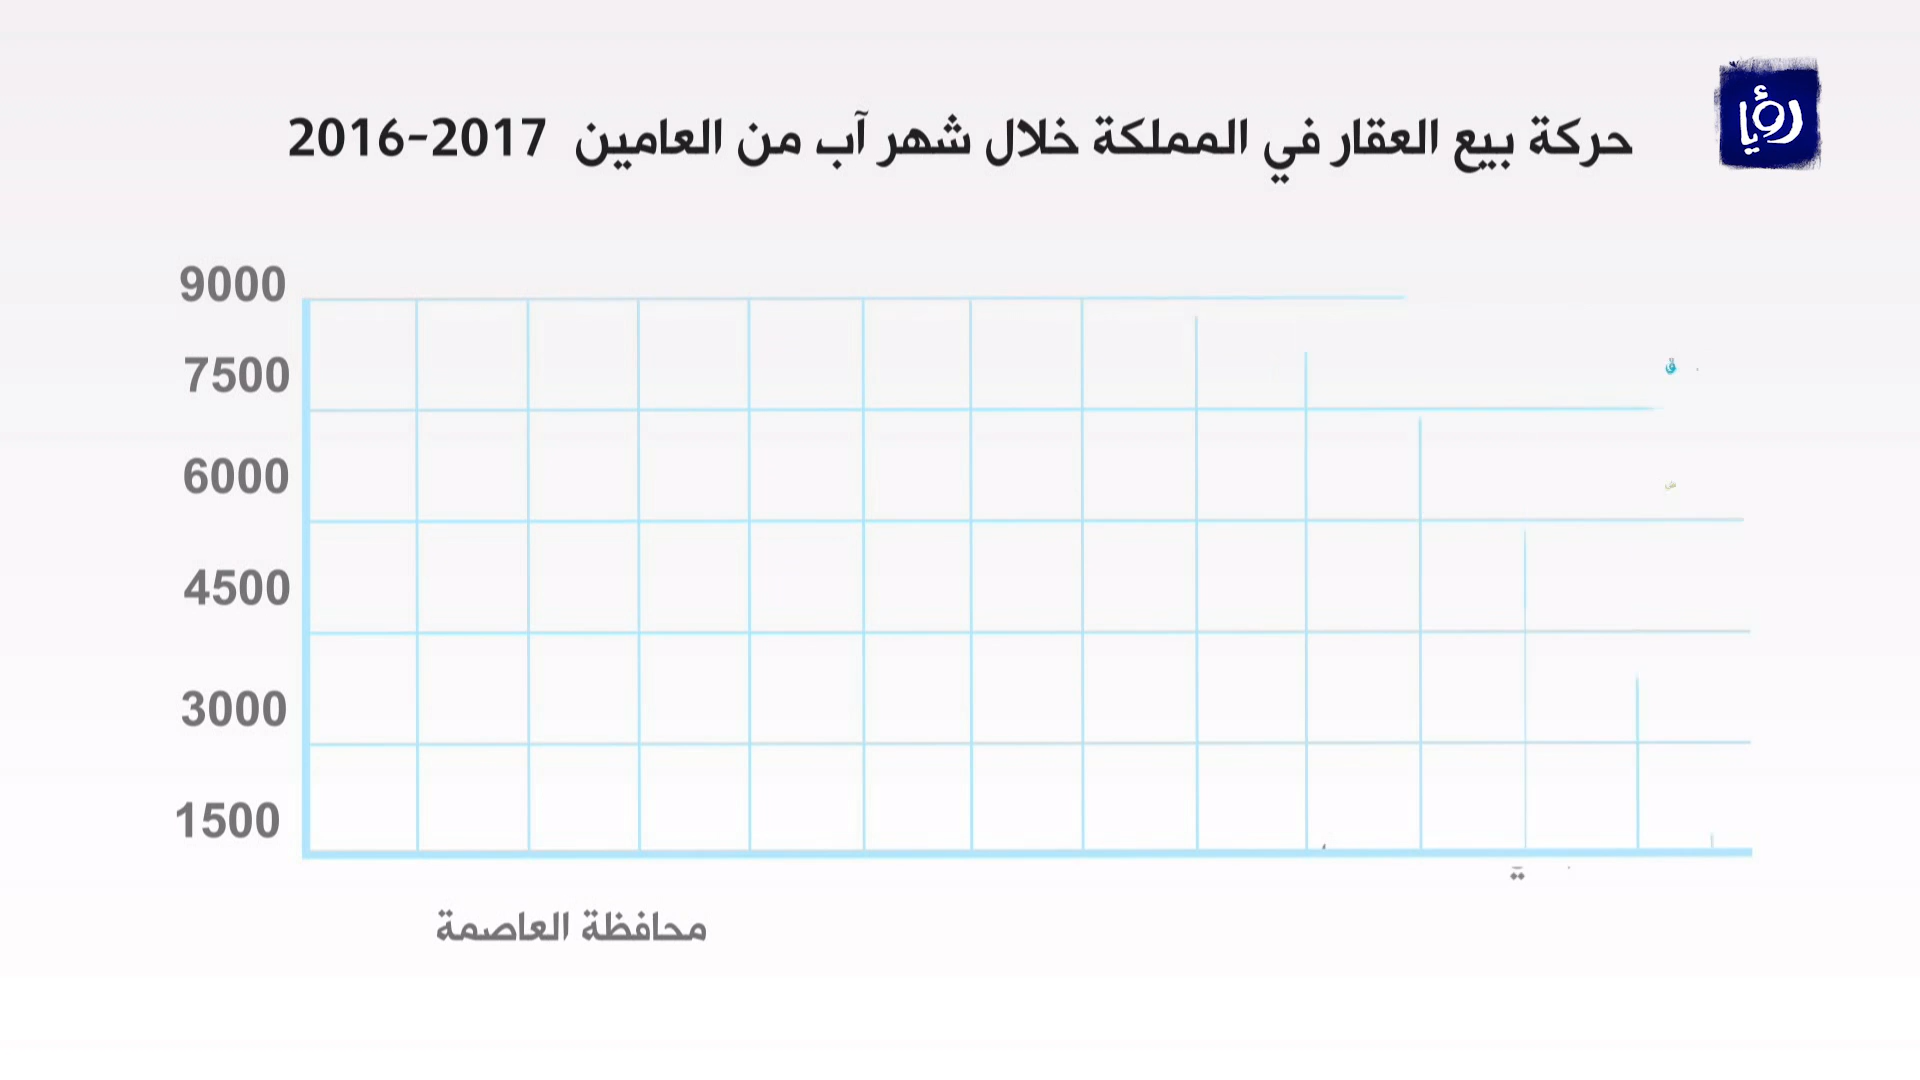 رؤيا
حركة بيع العقار في المملكة خلال شهر آب من العامين 2017-2016
9000
7500
6000
4500
3000
1500
محافظة العاصمة